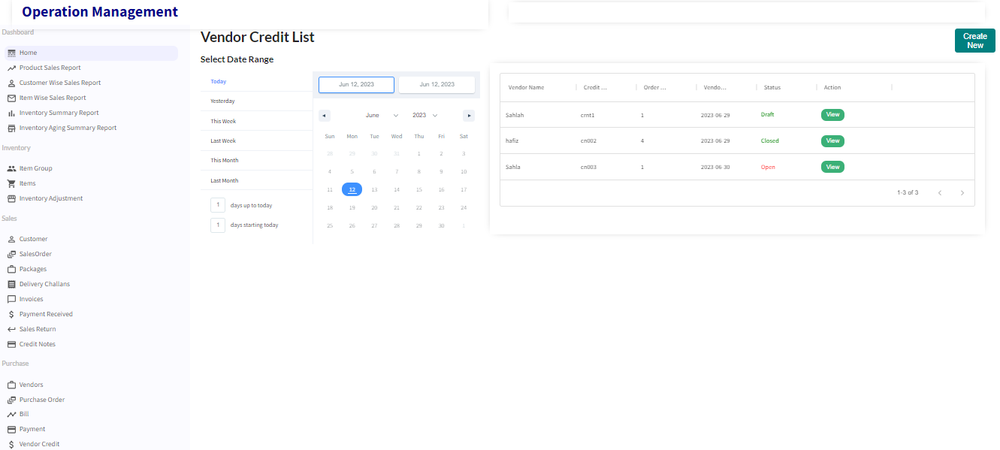 Operation Management
Dashboard
Home
Product Sales Report
Customer Wise Sales Report
Item Wise Sales Report
Inventory Summary Report
Inventory Aging Summary Report
Inventory
Item Group
Items
Inventory Adjustment
Sales
Customer
SalesOrder
Packages
Delivery Challans
Invoices
Payment Received
Sales Return
Credit Notes
Purchase
Vendors
Purchase Order
Bill
Payment
Vendor Credit
Vendor Credit List
Create
New
Select Date Range
Today
Yesterday
This Week
Last Week
This Month
Last Month
1 days up to today
1 days starting today
Jun 12, 2023 Jun 12, 2023
June 2023
Sun Mon Tue Wed Thu Fri Sat
28 29 30 31 1 2 3
4 5 6 7 8 9 10
11 12 13 14 15 16 17
18 19 20 21 22 23 24
25 26 27 28 29 30 1
Vendor Name Credit ... Order ... Vendo... Status Action
Sahlah crnt1 1 2023-06-29 Draft View
hafiz cn002 4 2023-06-29 Closed View
Sahla cn003 1 2023-06-30 Open View
1-3 of 3